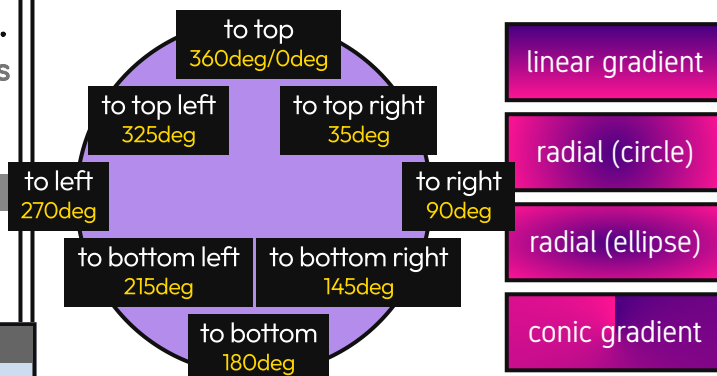 to top
360deg/0deg
to top left
325deg
to top right
35deg
to left
270deg
to right
90deg
to bottom left
215deg
to bottom right
145deg
to bottom
180deg
linear gradient
radial (circle)
radial (ellipse)
conic gradient